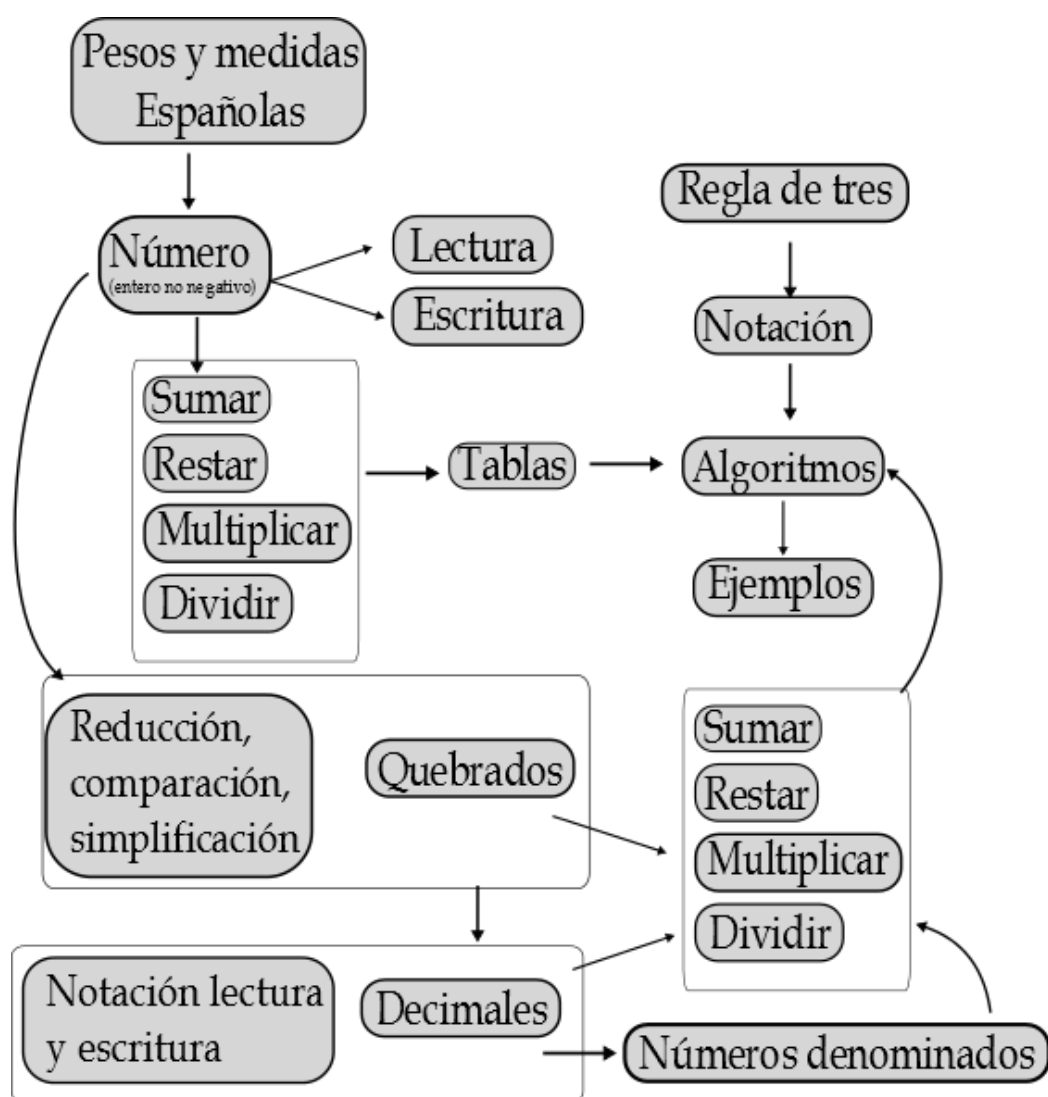 Pesos y medidas
Españolas
Regla de tres
Número
(entero no negativo)
Lectura
Escritura
Notación
Sumar
Restar
Multiplicar
Dividir
Tablas
Algoritmos
Ejemplos
Reducción,
comparación,
simplificación
Quebrados
Sumar
Restar
Multiplicar
Dividir
Notación lectura
y escritura
Decimales
Números denominados